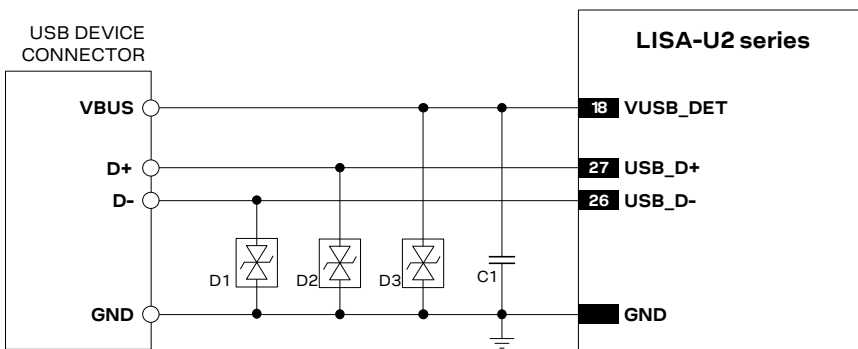 USB DEVICE
CONNECTOR
LISA-U2 series
VBUS
18 VUSB_DET
D+
27 USB_D+
D-
26 USB_D-
D1
D2
D3
C1
GND
GND